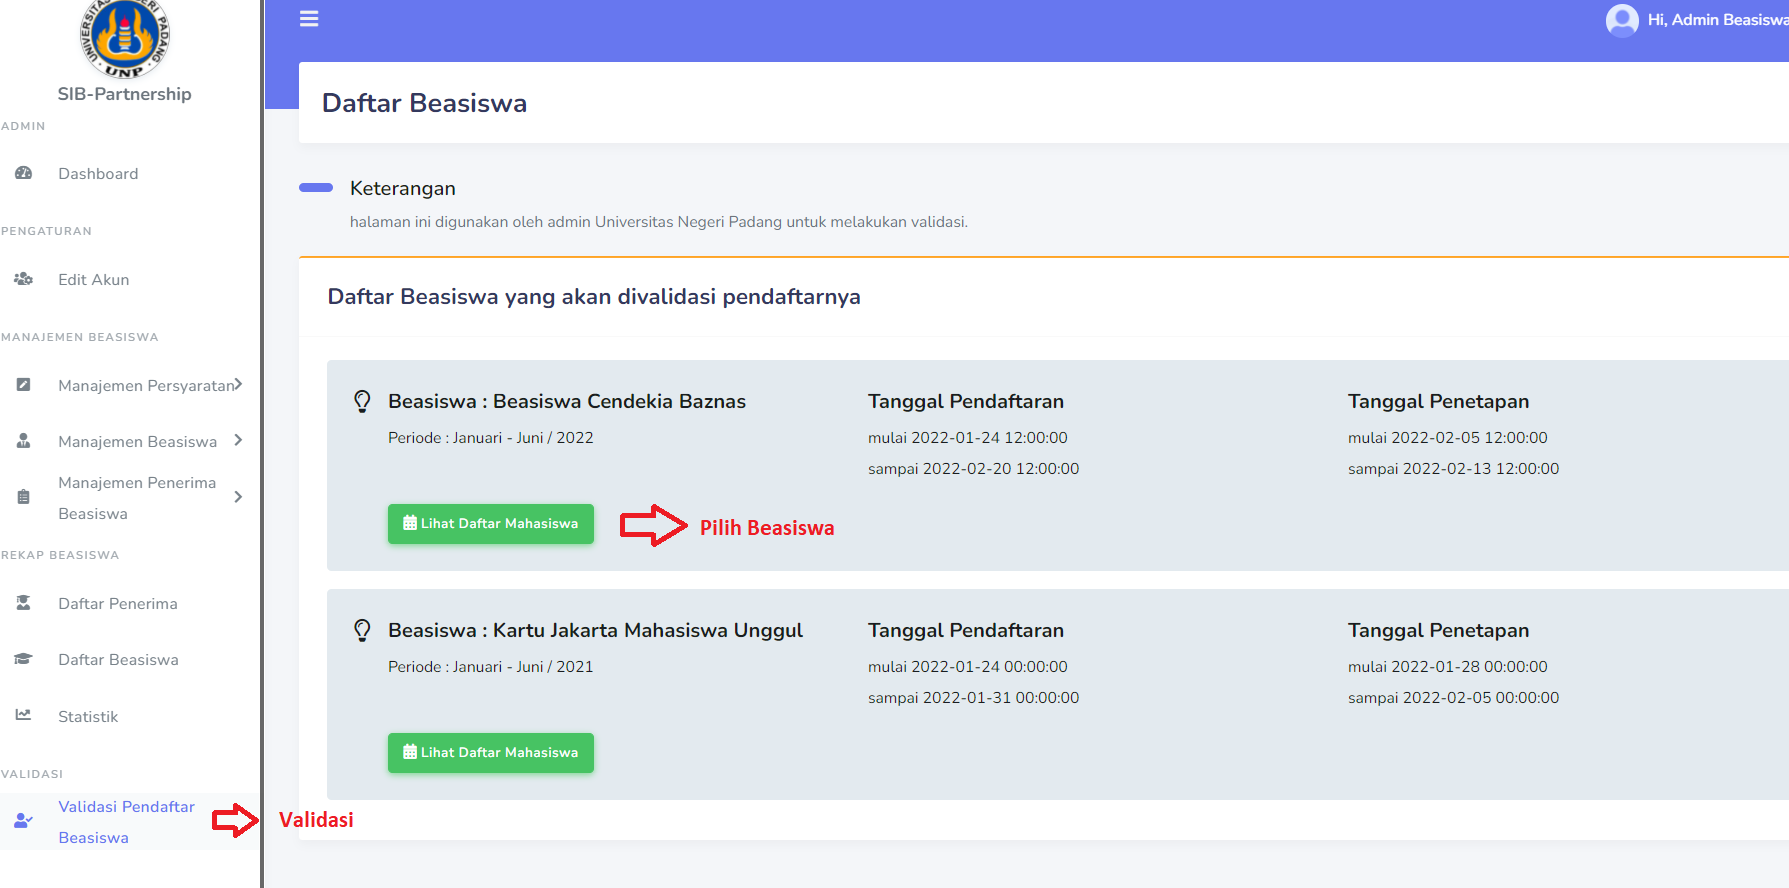 UNIVERSITAS NEGERI PADANG
UNP
SIB-Partnership
ADMIN
Dashboard
PENGATURAN
Edit Akun
MANAJEMEN BEASISWA
Manajemen Persyaratan
Manajemen Beasiswa
Manajemen Penerima
Beasiswa
REKAP BEASISWA
Daftar Penerima
Daftar Beasiswa
Statistik
VALIDASI
Validasi Pendaftar
Beasiswa
Validasi
Hi, Admin Beasiswa
Daftar Beasiswa
Keterangan
halaman ini digunakan oleh admin Universitas Negeri Padang untuk melakukan validasi.
Daftar Beasiswa yang akan divalidasi pendaftarnya
Beasiswa : Beasiswa Cendekia Baznas
Periode : Januari - Juni / 2022
Tanggal Pendaftaran
mulai 2022-01-24 12:00:00
sampai 2022-02-20 12:00:00
Tanggal Penetapan
mulai 2022-02-05 12:00:00
sampai 2022-02-13 12:00:00
Lihat Daftar Mahasiswa
Pilih Beasiswa
Beasiswa : Kartu Jakarta Mahasiswa Unggul
Periode : Januari - Juni / 2021
Tanggal Pendaftaran
mulai 2022-01-24 00:00:00
sampai 2022-01-31 00:00:00
Tanggal Penetapan
mulai 2022-01-28 00:00:00
sampai 2022-02-05 00:00:00
Lihat Daftar Mahasiswa